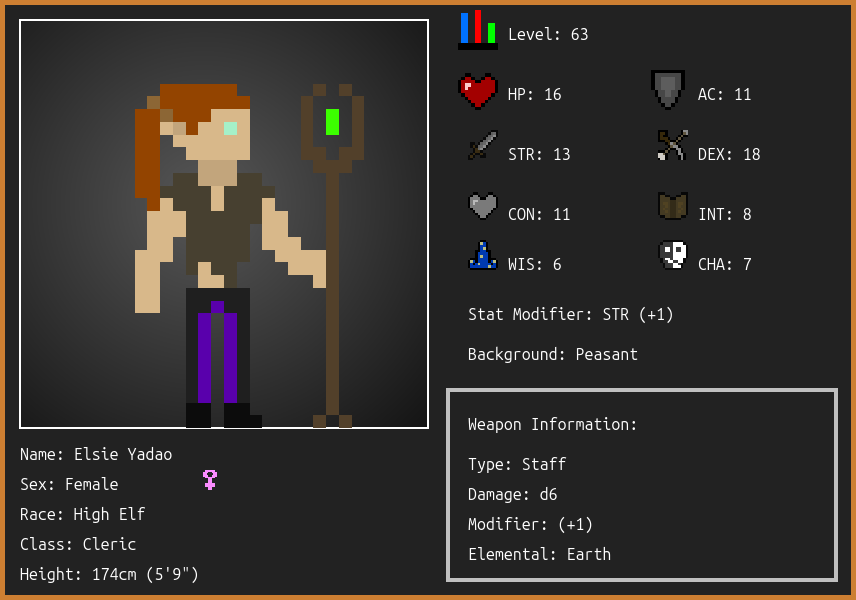 Level: 63
HP: 16
AC: 11
STR: 13
DEX: 18
CON: 11
INT: 8
WIS: 6
CHA: 7
Stat Modifier: STR (+1)
Background: Peasant
Weapon Information:
Type: Staff
Damage: d6
Modifier: (+1)
Elemental: Earth
Name: Elsie Yadao
Sex: Female
Race: High Elf
Class: Cleric
Height: 174cm (5'9")